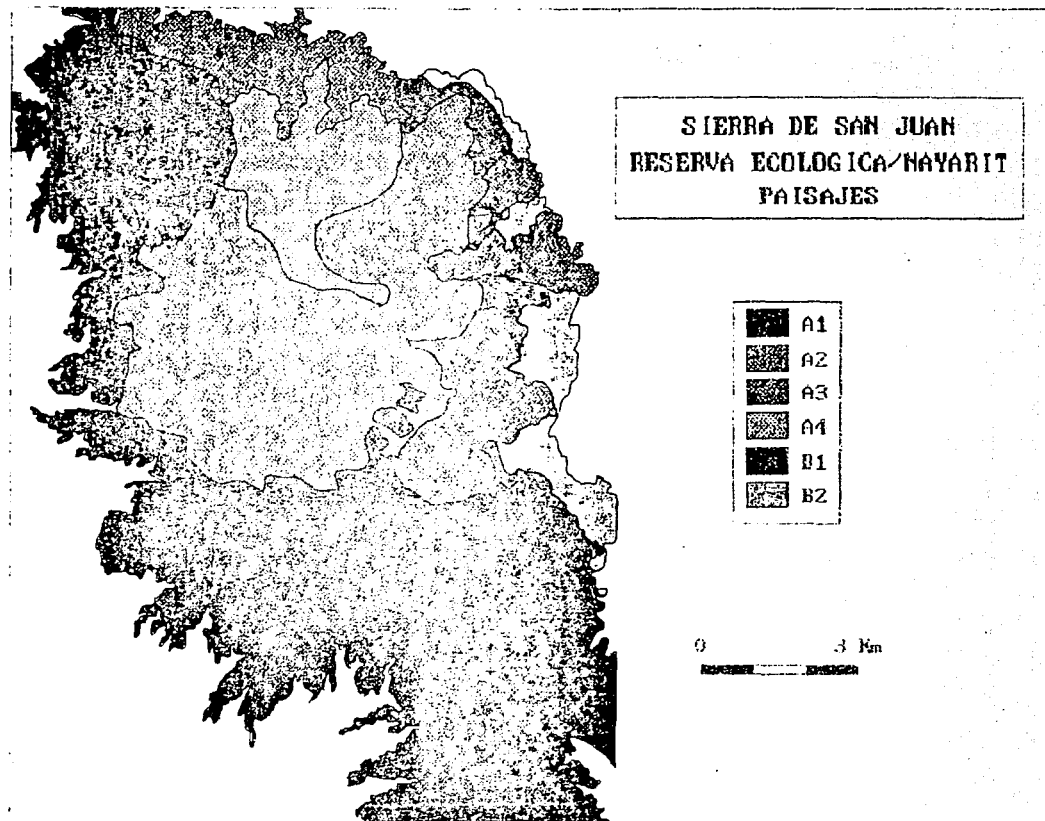 SIERRA DE SAN JUAN
RESERVA ECOLOGICA/NAYARIT
PAISAJES
A1
A2
A3
A4
B1
B2
0 3 Km